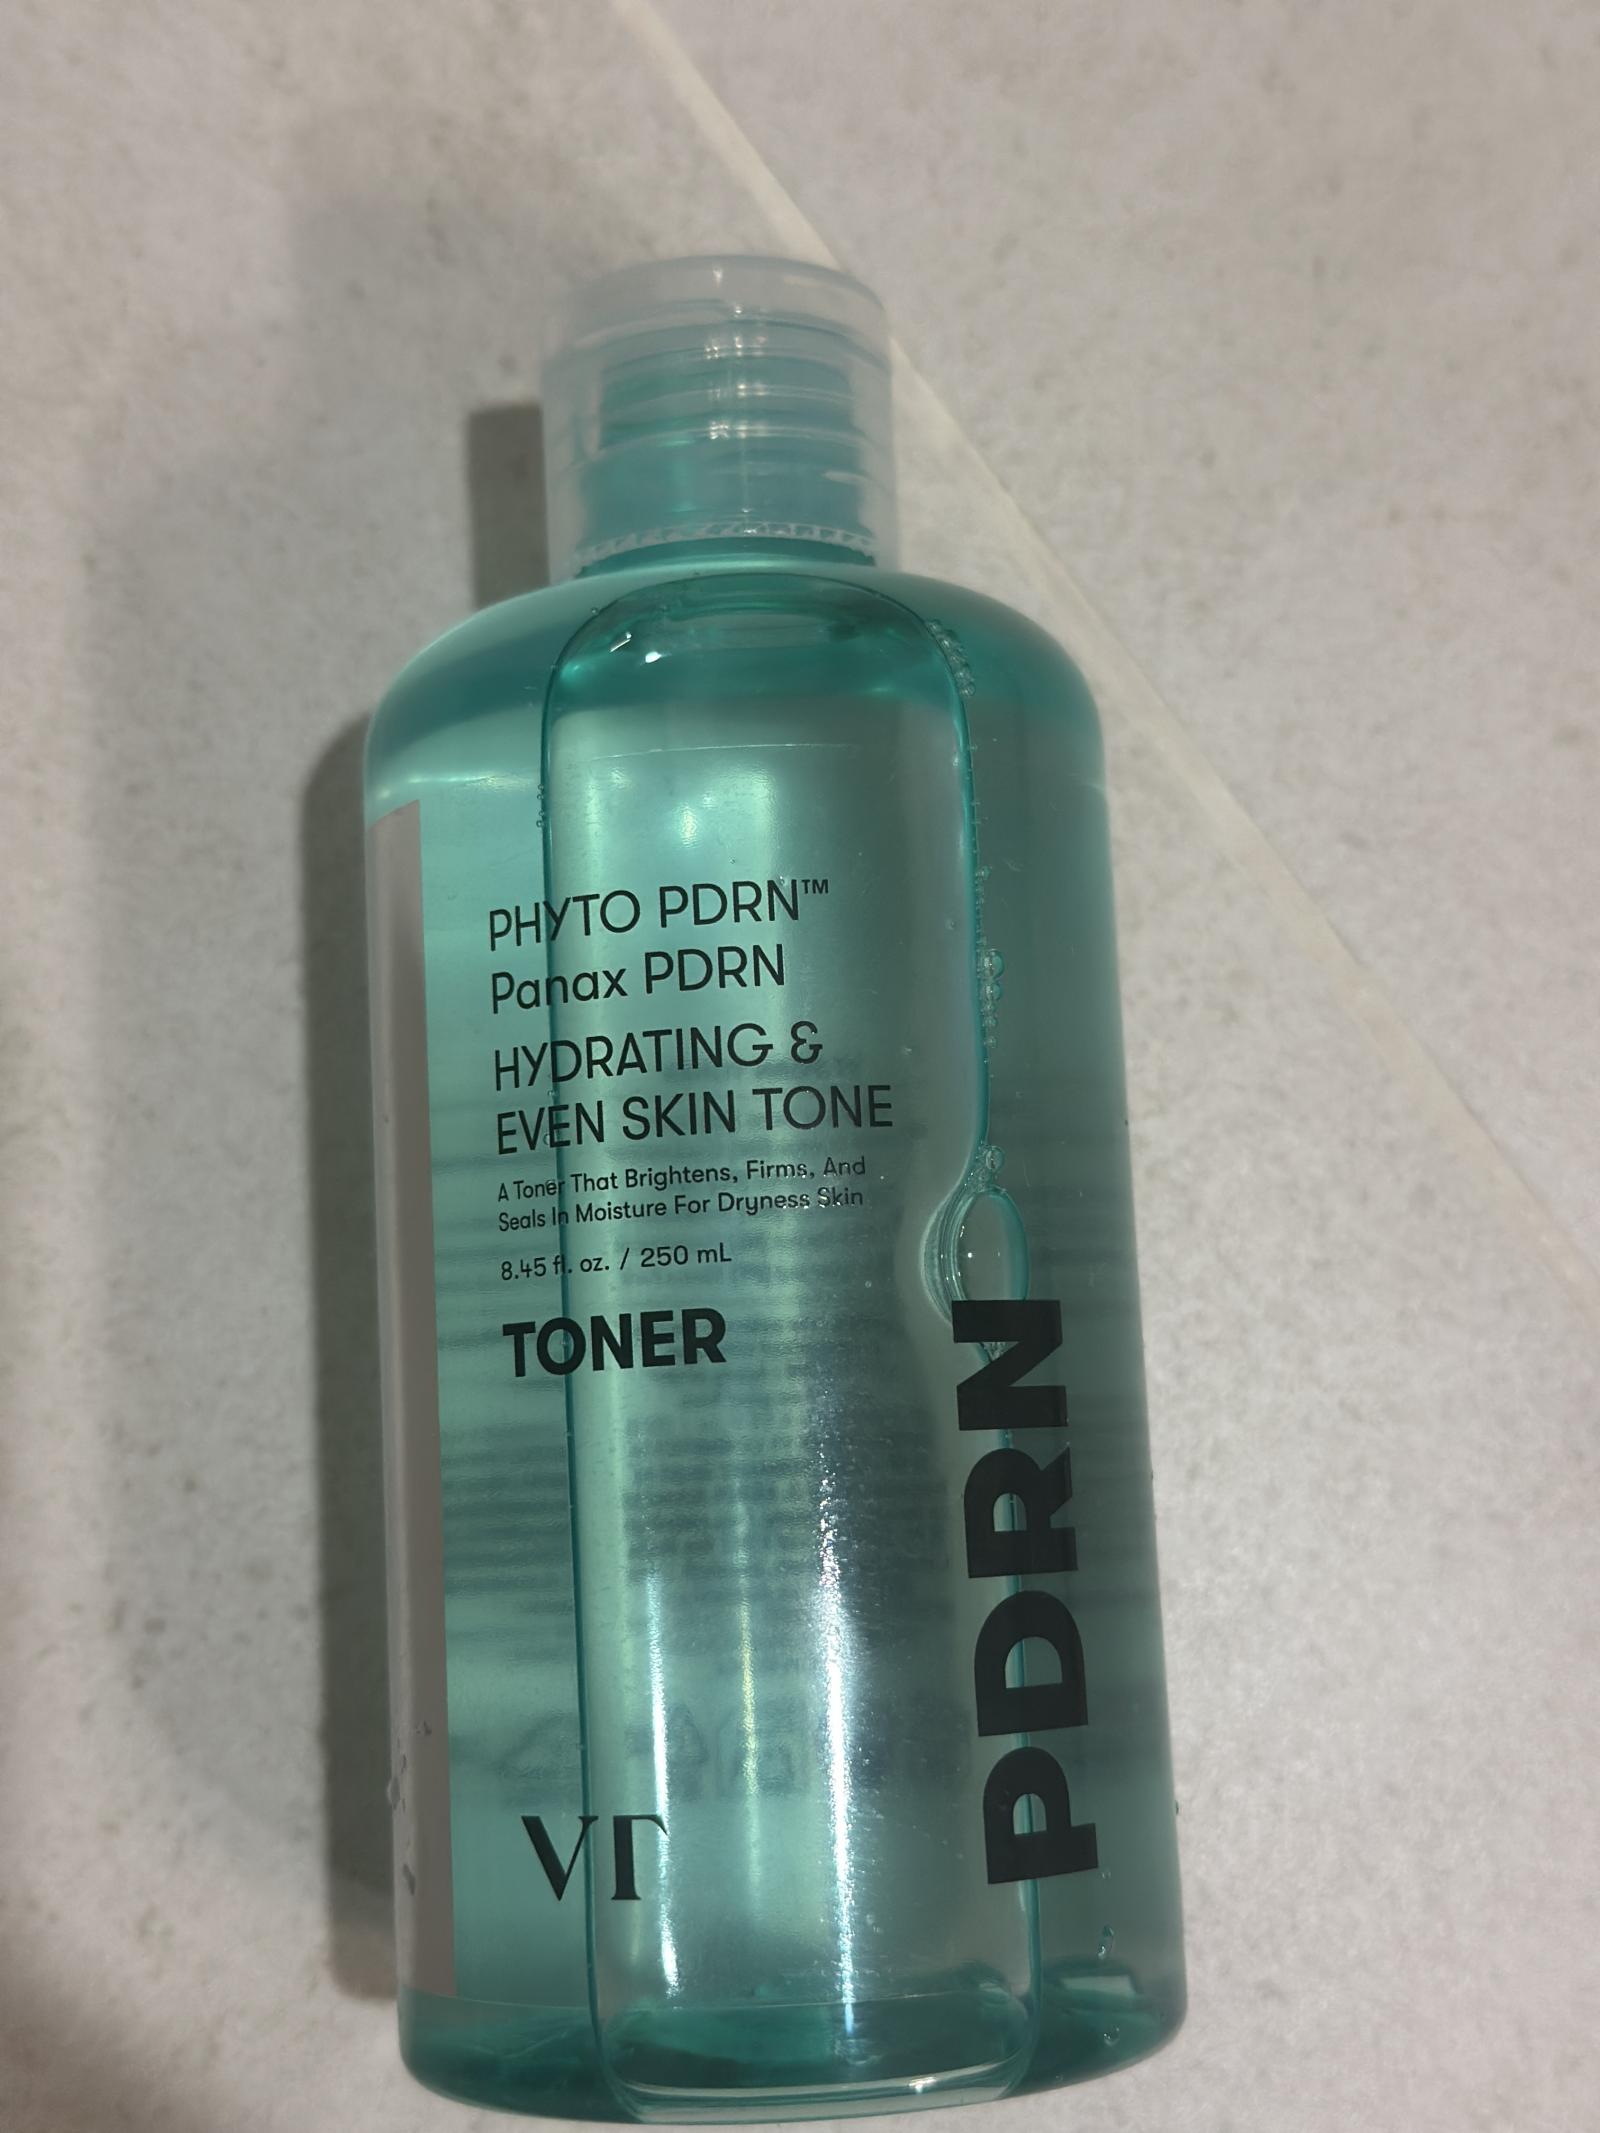 PHYTO PDRN™
Panax PDRN
HYDRATING &
EVEN SKIN TONE
A Toner That Brightens, Firms, And
Seals In Moisture For Dryness Skin
8.45 fl. oz. / 250 mL
TONER
PDRN
VT